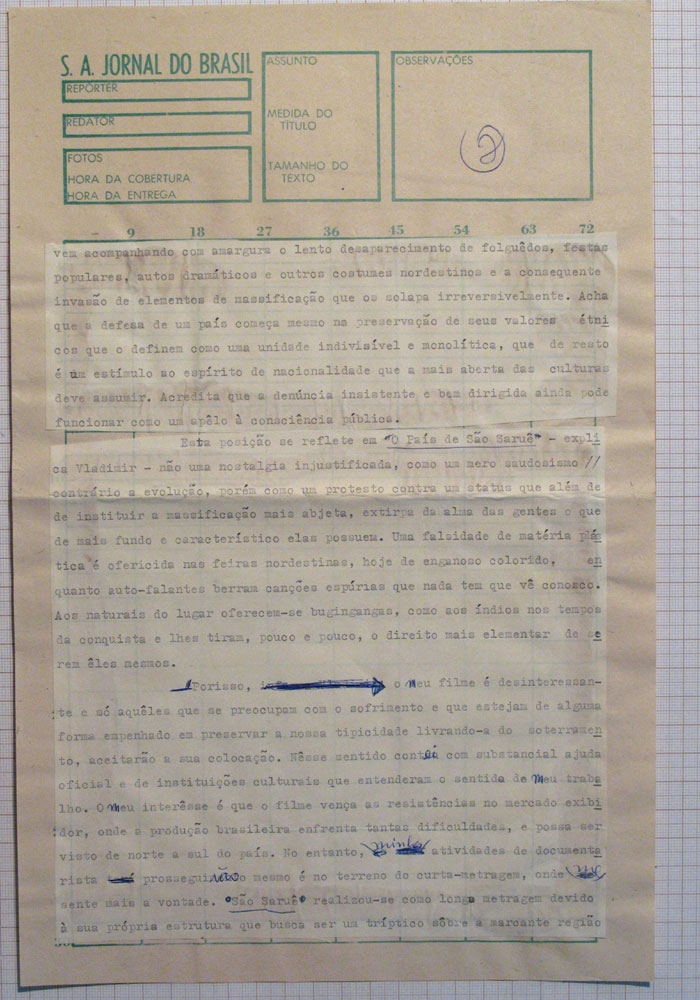 S. A. JORNAL DO BRASIL
REPÓRTER
REDATOR
FOTOS
HORA DA COBERTURA
HORA DA ENTREGA
ASSUNTO
MEDIDA DO
TÍTULO
TAMANHO DO
TEXTO
OBSERVAÇÕES
9 18 27 36 45 54 63 72
vem acompanhando com amargura o lento desaparecimento de folguêdos, festas
populares, autos dramáticos e outros costumes nordestinos e a consequente
invasão de elementos de massificação que os solapa irreversivelmente. Acha
que a defesa de um país começa mesmo na preservação de seus valores étni
cos que o definem como uma unidade indivisível e monolítica, que de resto
é um estímulo ao espírito de nacionalidade que a mais aberta das culturas
deve assumir. Acredita que a denúncia insistente e bem dirigida ainda pode
funcionar como um apêlo à consciência pública.
Esta posição se reflete em "O País de São Saruê" - expli
ca Vladimir - não uma nostalgia injustificada, como um mero saudosismo //
contrário a evolução, porém como um protesto contra um status que além de
de instituir a massificação mais abjeta, extirpa da alma das gentes o que
de mais fundo e característico elas possuem. Uma falsidade de matéria plás
tica é ofericida nas feiras nordestinas, hoje de enganoso colorido, en
quanto auto-falantes berram canções espírias que nada tem que vê conosco.
Aos naturais do lugar oferecem-se bugingangas, como aos índios nos tempos
da conquista e lhes tiram, pouco e pouco, o direito mais elementar de se
rem êles mesmos.
Porisso, o meu filme é desinteressan-
te e só aquêles que se preocupam com o sofrimento e que estejam de alguma
forma empenhado em preservar a nossa tipicidade livrando-a do soterramen
to, aceitarão a sua colocação. Nêsse sentido contei com substancial ajuda
oficial e de instituições culturais que entenderam o sentida de meu traba
lho. O meu interêsse é que o filme vença as resistências no mercado exibi
dor, onde a produção brasileira enfrenta tantas dificuldades, e possa ser
visto de norte a sul do país. No entanto, atividades de documenta
rista prosseguirão mesmo é no terreno do curta-metragem, onde
sente mais a vontade. "São Saruê" realizou-se como longa metragem devido
à sua própria estrutura que busca ser um tríptico sôbre a marcante região